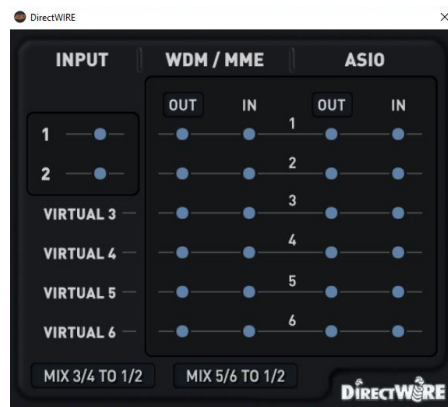 DirectWIRE
INPUT WDM / MME ASIO
OUT IN OUT IN
1 1
2 2
VIRTUAL 3 3
VIRTUAL 4 4
VIRTUAL 5 5
VIRTUAL 6 6
MIX 3/4 TO 1/2 MIX 5/6 TO 1/2
DIRECTWIRE